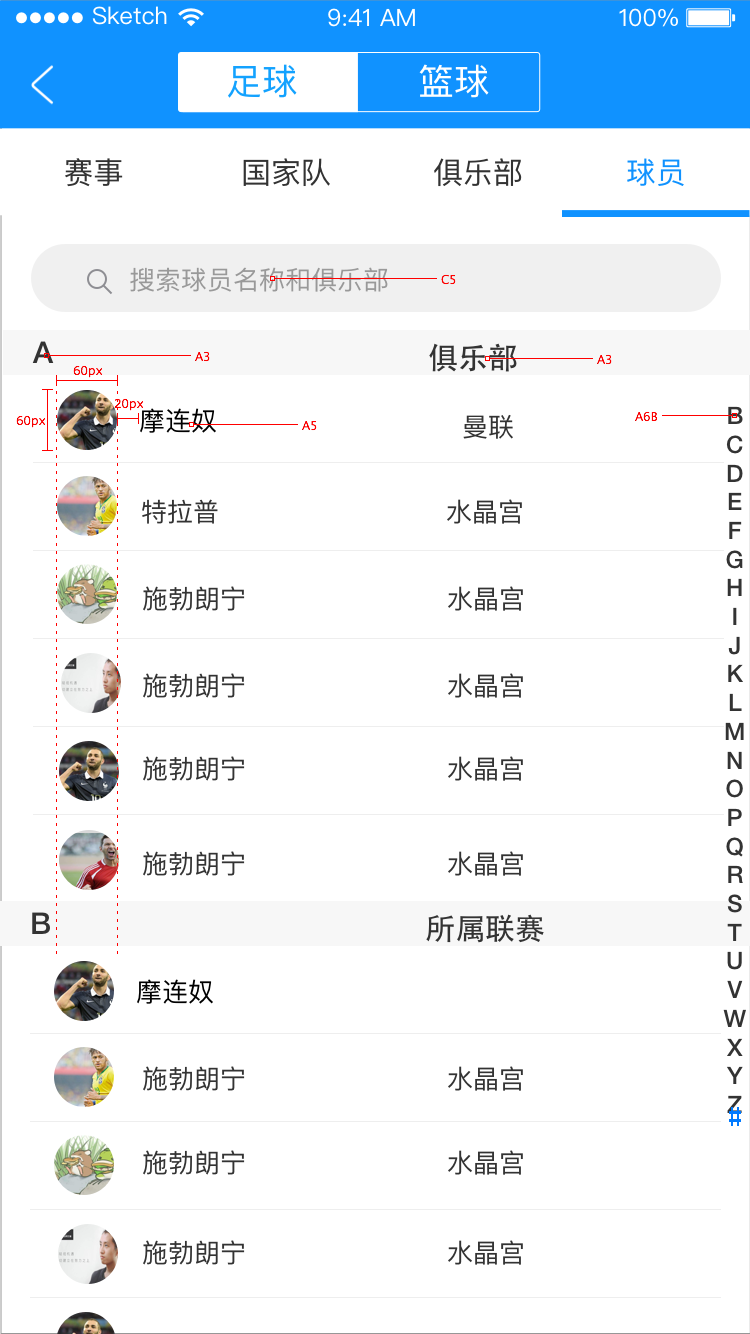 Sketch 9:41 AM 100%
足球 篮球
赛事 国家队 俱乐部 球员
搜索球员名称和俱乐部 C5
A A3 俱乐部 A3
60px
60px 20px
摩连奴 A5 曼联 A6B B
C
D
特拉普 水晶宫
E
F
G
H
施勃朗宁 水晶宫
I
J
K
施勃朗宁 水晶宫
L
M
N
施勃朗宁 水晶宫
O
P
Q
施勃朗宁 水晶宫
R
S
B 所属联赛
T
U
V
摩连奴
W
X
Y
施勃朗宁 水晶宫
Z
#
施勃朗宁 水晶宫
施勃朗宁 水晶宫